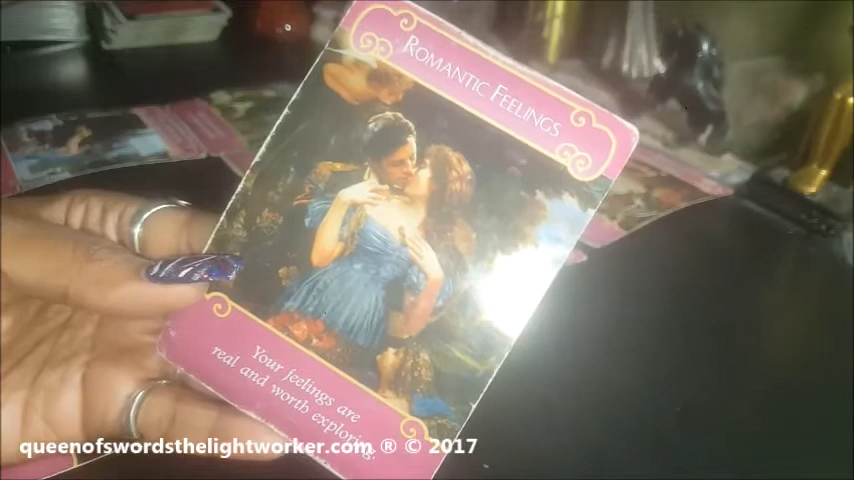 ROMANTIC FEELINGS
Your feelings are
real and worth exploring.
queenofswordsthelightworker.com ® © 2017